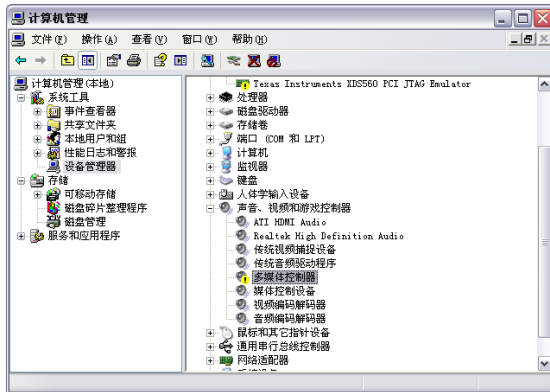 计算机管理
文件(F) 操作(A) 查看(V) 窗口(W) 帮助(H)
计算机管理(本地)
系统工具
事件查看器
共享文件夹
本地用户和组
性能日志和警报
设备管理器
存储
可移动存储
磁盘碎片整理程序
磁盘管理
服务和应用程序
Texas Instruments XDS560 PCI JTAG Emulator
处理器
磁盘驱动器
存储卷
端口 (COM 和 LPT)
计算机
监视器
键盘
人体学输入设备
声音、视频和游戏控制器
ATI HDMI Audio
Realtek High Definition Audio
传统视频捕捉设备
传统音频驱动程序
多媒体控制器
媒体控制设备
视频编码解码器
音频编码解码器
鼠标和其它指针设备
通用串行总线控制器
网络适配器